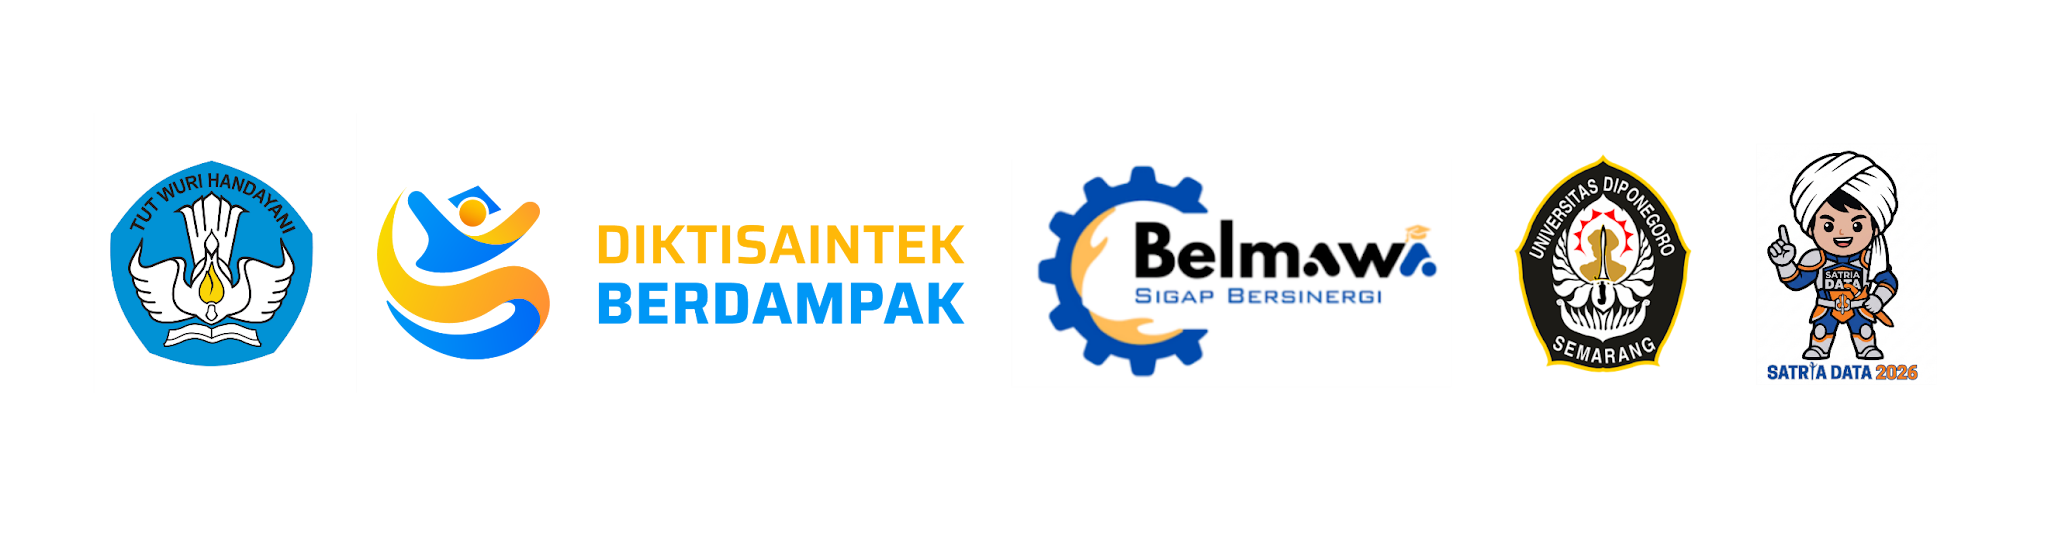 TUT WURI HANDAYANI
DIKTISAINTEK
BERDAMPAK
Belmawa
SIGAP BERSINERGI
UNIVERSITAS DIPONEGORO
SEMARANG
SATRIA
DATA
SATRIA DATA 2026